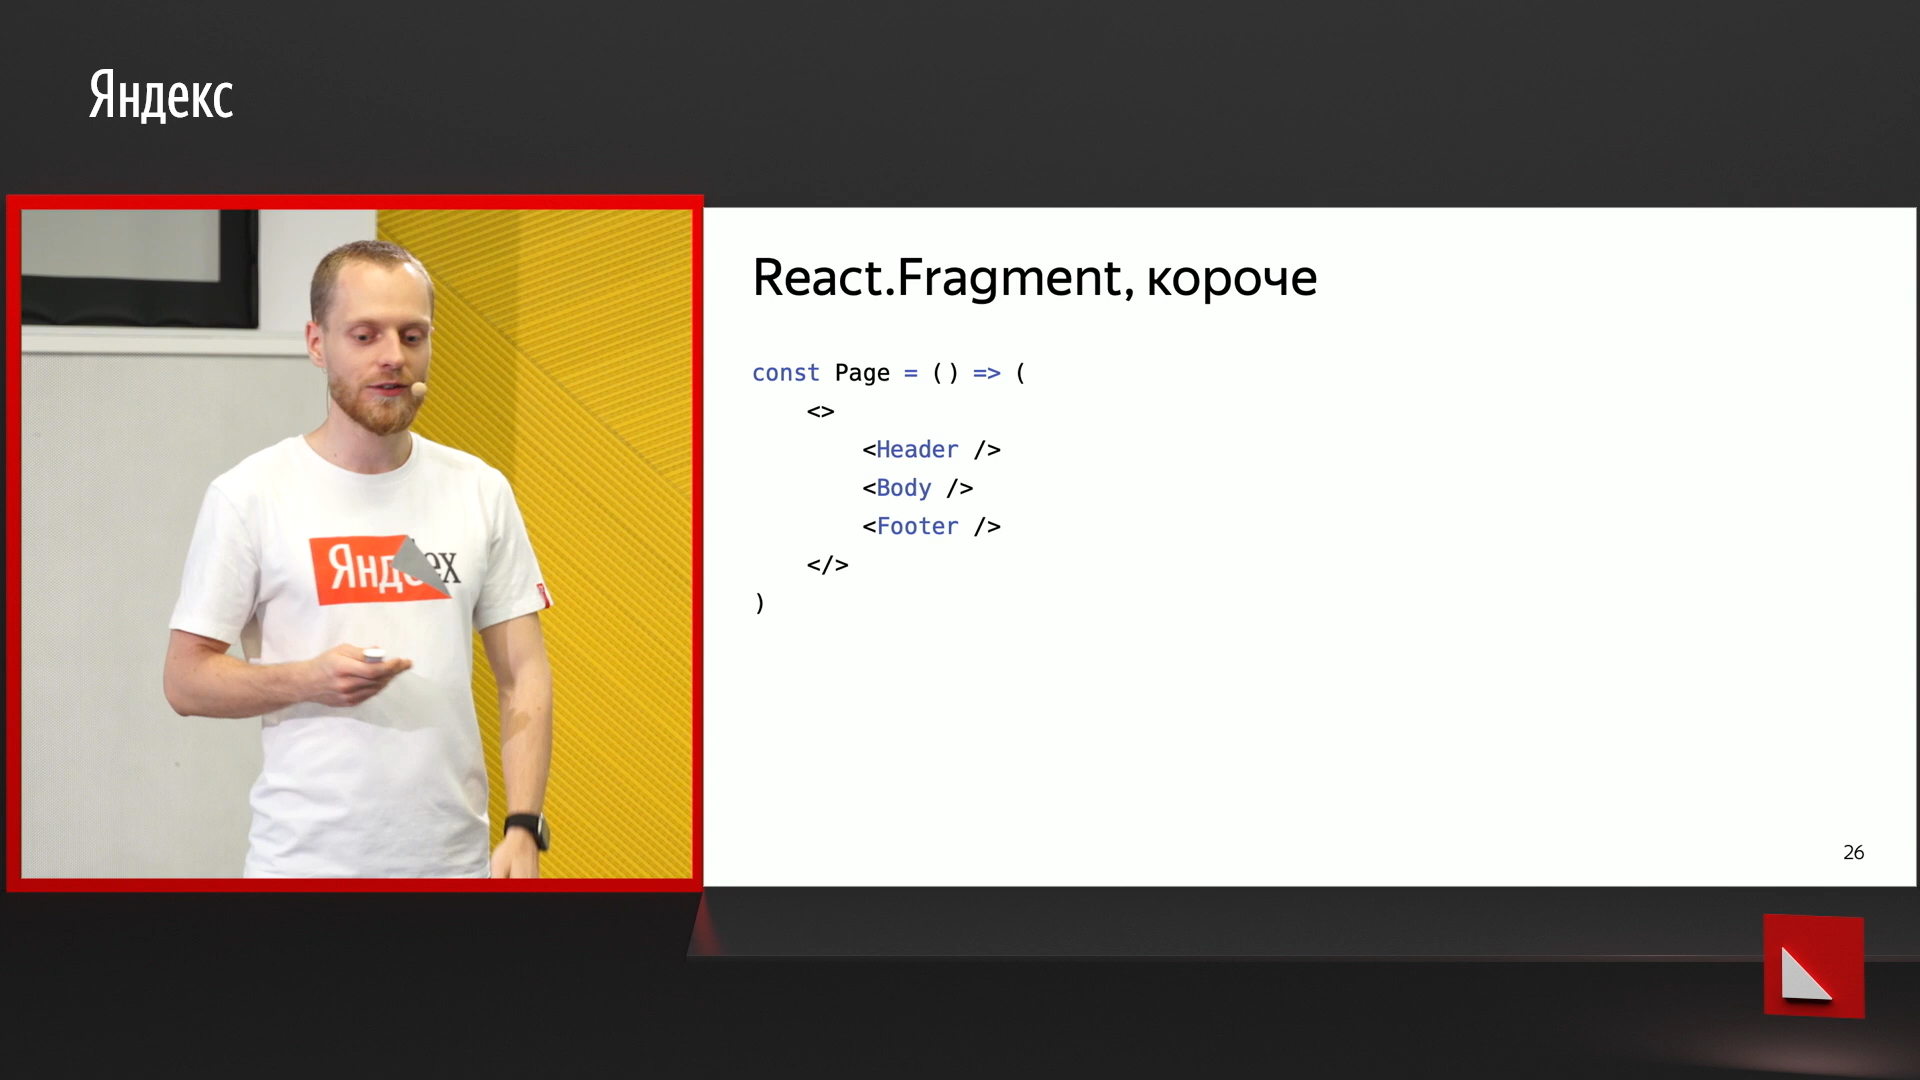 Яндекс
React.Fragment, короче
const Page = () => (
<>
<Header />
<Body />
<Footer />
</>
)
26